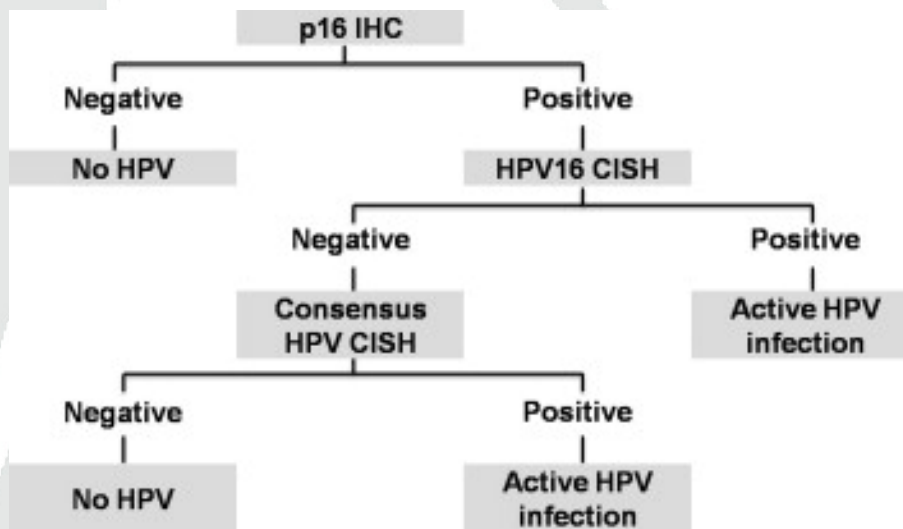 p16 IHC
Negative Positive
No HPV HPV16 CISH
Negative Positive
Consensus Active HPV
HPV CISH infection
Negative Positive
No HPV Active HPV
infection